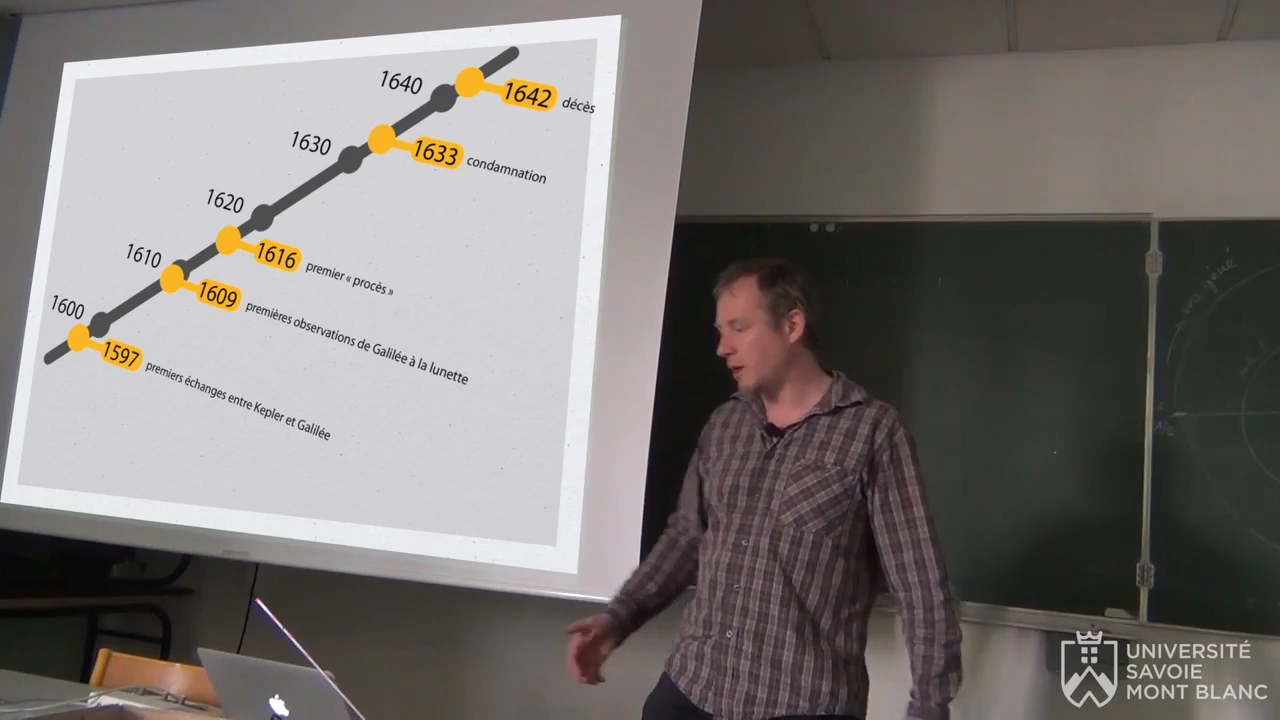 1640
1642 décès
1630
1633 condamnation
1620
1616 premier « procès »
1610
1609 premières observations de Galilée à la lunette
1600
1597 premiers échanges entre Kepler et Galilée
UNIVERSITÉ
SAVOIE
MONT BLANC